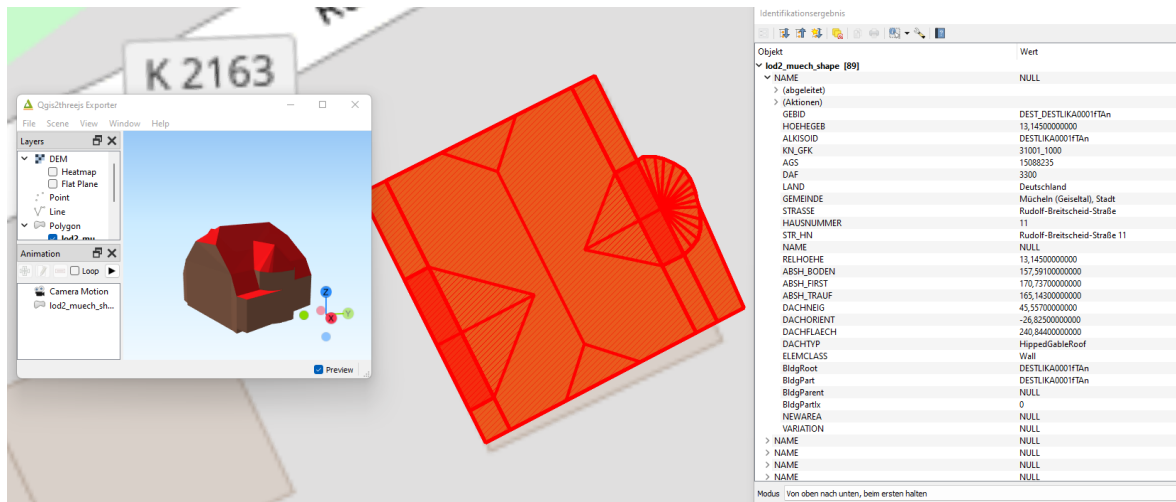 K 2163
Qgis2threejs Exporter
File Scene View Window Help
Layers
DEM
Heatmap
Flat Plane
Point
Line
Polygon
lod2_mu...
Animation
Loop
Camera Motion
lod2_muech_sh...
Z
X
Y
Preview
Identifikationsergebnis
Objekt Wert
lod2_muech_shape [89]
NAME NULL
(abgeleitet)
(Aktionen)
GEBID DEST_DESTLIKA0001fTAn
HOEHEGEB 13,14500000000
ALKISOID DESTLIKA0001fTAn
KN_GFK 31001_1000
AGS 15088235
DAF 3300
LAND Deutschland
GEMEINDE Mücheln (Geiseltal), Stadt
STRASSE Rudolf-Breitscheid-Straße
HAUSNUMMER 11
STR_HN Rudolf-Breitscheid-Straße 11
NAME NULL
RELHOEHE 13,14500000000
ABSH_BODEN 157,59100000000
ABSH_FIRST 170,73700000000
ABSH_TRAUF 165,14300000000
DACHNEIG 45,55700000000
DACHORIENT -26,82500000000
DACHFLAECH 240,84400000000
DACHTYP HippedGableRoof
ELEMCLASS Wall
BldgRoot DESTLIKA0001fTAn
BldgPart DESTLIKA0001fTAn
BldgParent NULL
BldgPartIx 0
NEWAREA NULL
VARIATION NULL
NAME NULL
NAME NULL
NAME NULL
NAME NULL
Modus Von oben nach unten, beim ersten halten